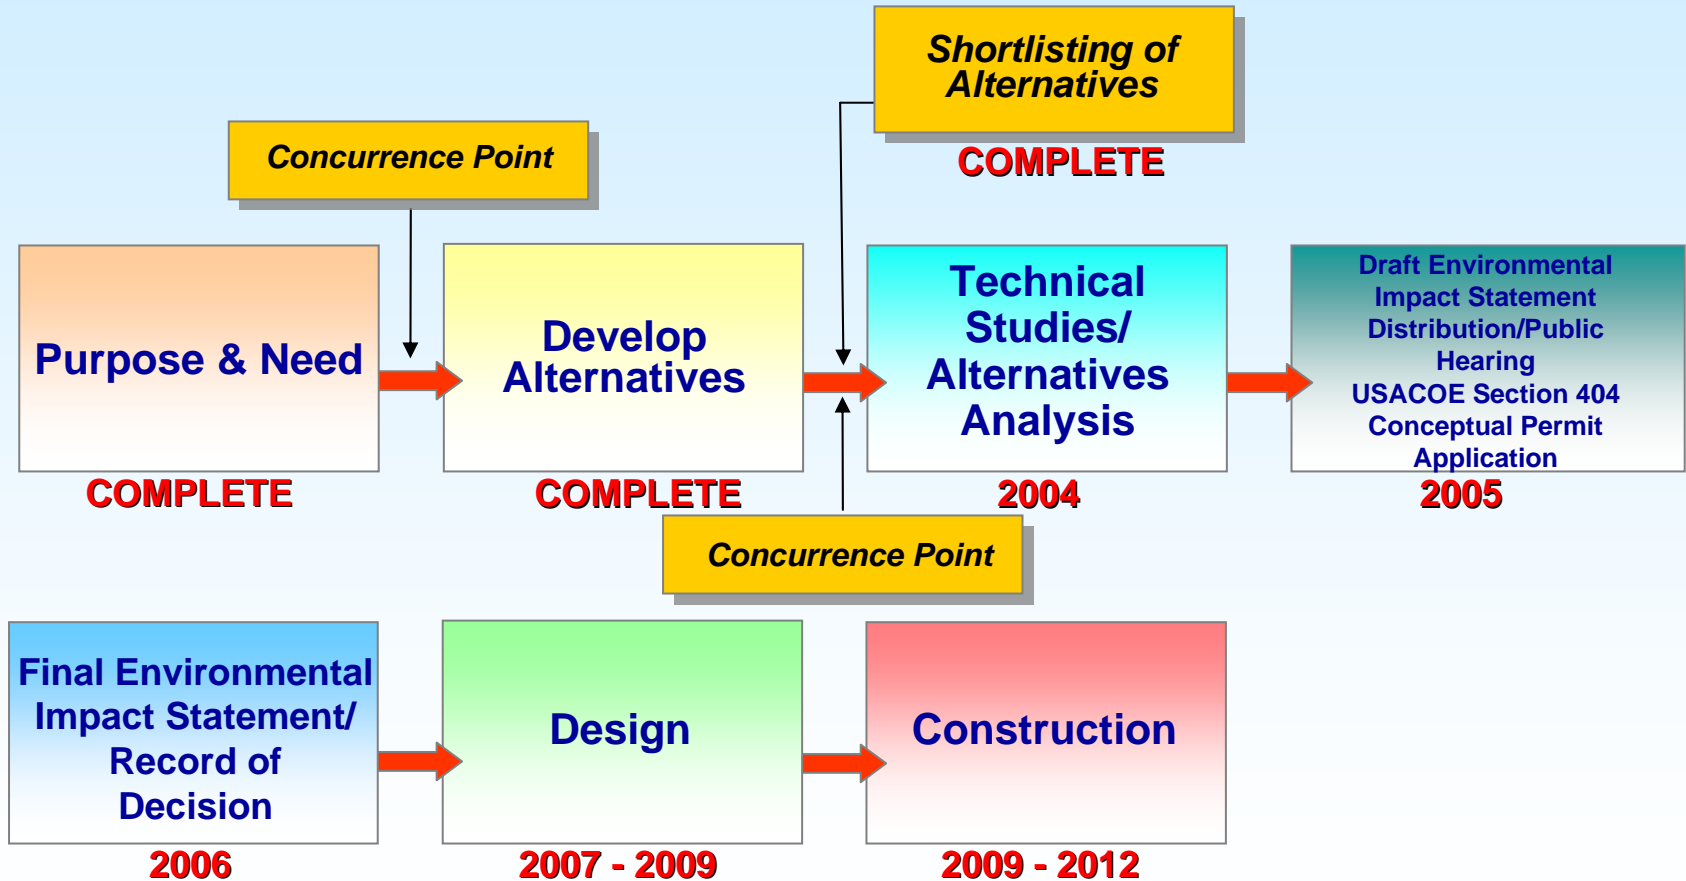 Shortlisting of
Alternatives
COMPLETE
Concurrence Point
Purpose & Need
COMPLETE
Develop
Alternatives
COMPLETE
Technical
Studies/
Alternatives
Analysis
2004
Draft Environmental
Impact Statement
Distribution/Public
Hearing
USACOE Section 404
Conceptual Permit
Application
2005
Concurrence Point
Final Environmental
Impact Statement/
Record of
Decision
2006
Design
2007 - 2009
Construction
2009 - 2012